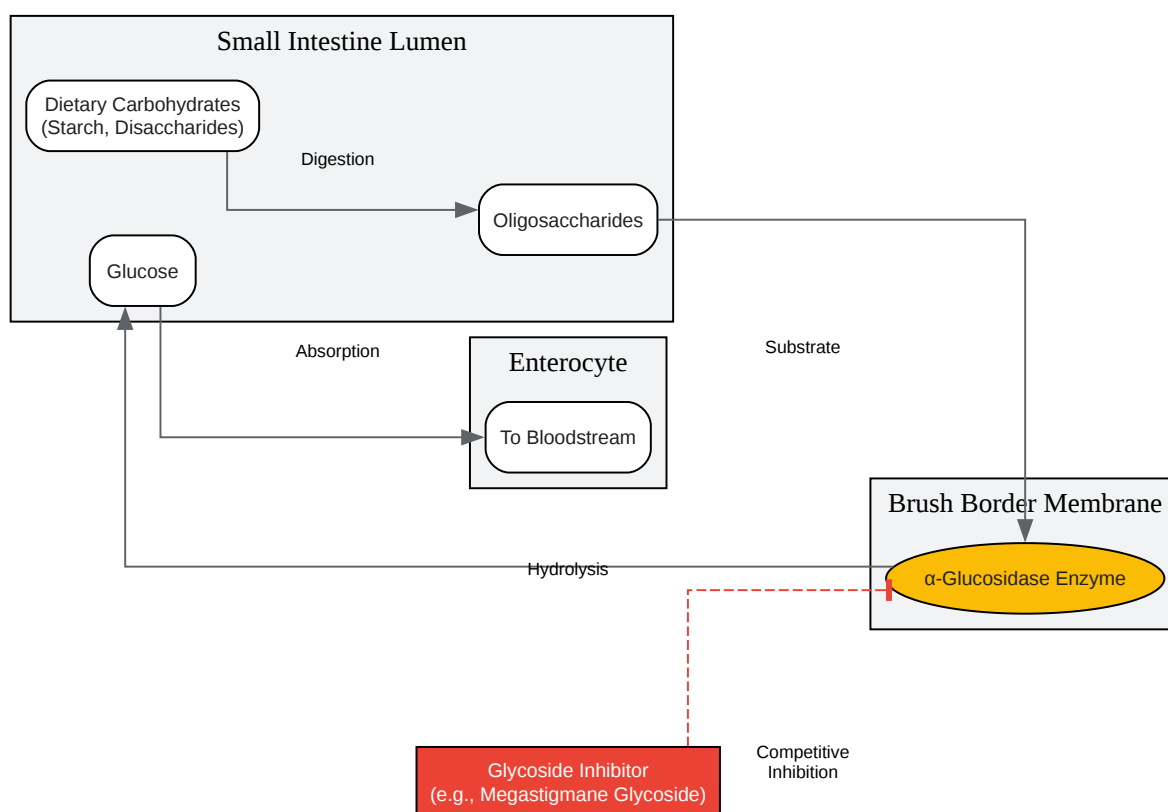 Small Intestine Lumen
Dietary Carbohydrates
(Starch, Disaccharides)
Digestion
Oligosaccharides
Glucose
Absorption
Substrate
Enterocyte
To Bloodstream
Brush Border Membrane
Hydrolysis
α-Glucosidase Enzyme
Competitive
Inhibition
Glycoside Inhibitor
(e.g., Megastigmane Glycoside)